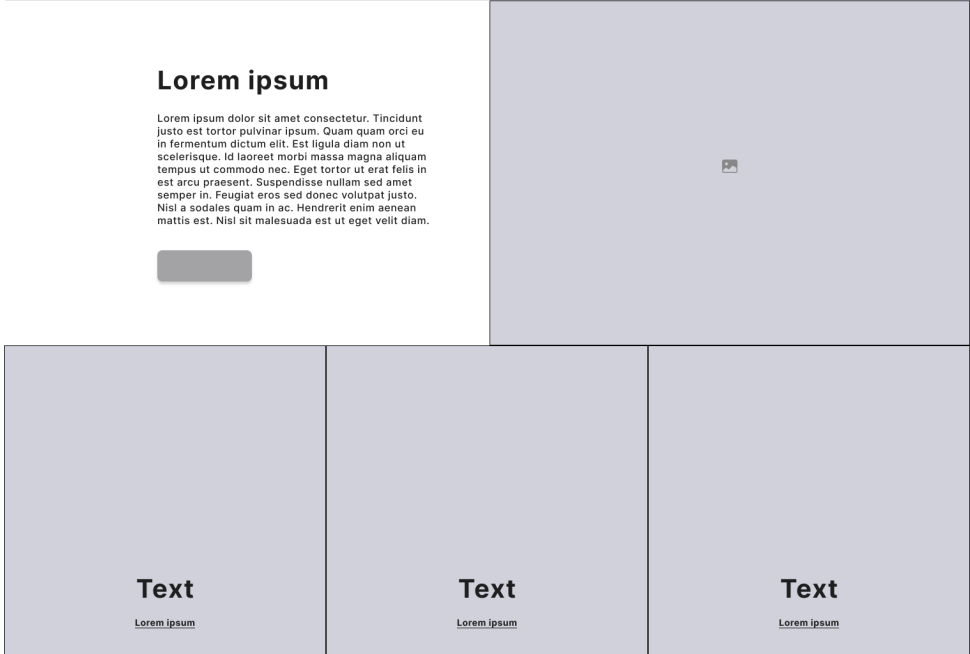 Lorem ipsum
Lorem ipsum dolor sit amet consectetur. Tincidunt
justo est tortor pulvinar ipsum. Quam quam orci eu
in fermentum dictum elit. Est ligula diam non ut
scelerisque. Id laoreet morbi massa magna aliquam
tempus ut commodo nec. Eget tortor ut erat felis in
est arcu praesent. Suspendisse nullam sed amet
semper in. Feugiat eros sed donec volutpat justo.
Nisl a sodales quam in ac. Hendrerit enim aenean
mattis est. Nisl sit malesuada est ut eget velit diam.
Text
Lorem ipsum
Text
Lorem ipsum
Text
Lorem ipsum